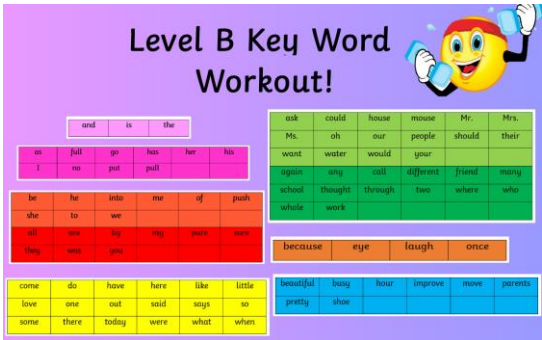 Level B Key Word
Workout!
and is the
as full go has her his
I no put pull
be he into me of push
she to we
all are by my pure sure
they was you
come do have here like little
love one out said says so
some there today were what when
ask could house mouse Mr. Mrs.
Ms. oh our people should their
want water would your
again any call different friend many
school thought through two where who
whole work
because eye laugh once
beautiful busy hour improve move parents
pretty shoe